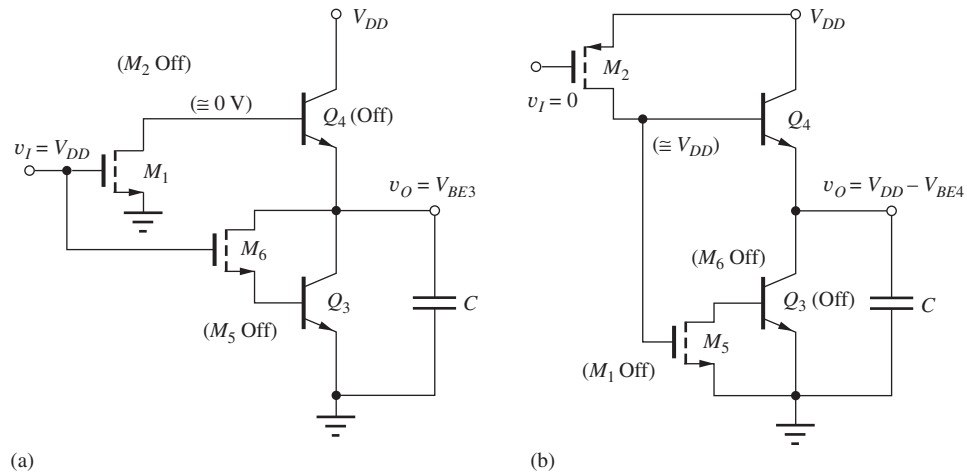 V_DD
(M_2 Off)
(≅ 0 V)
Q_4 (Off)
v_I = V_DD
M_1
v_O = V_BE3
M_6
Q_3
(M_5 Off)
C
(a)
V_DD
M_2
v_I = 0
Q_4
(≅ V_DD)
v_O = V_DD – V_BE4
(M_6 Off)
Q_3 (Off)
C
M_5
(M_1 Off)
(b)